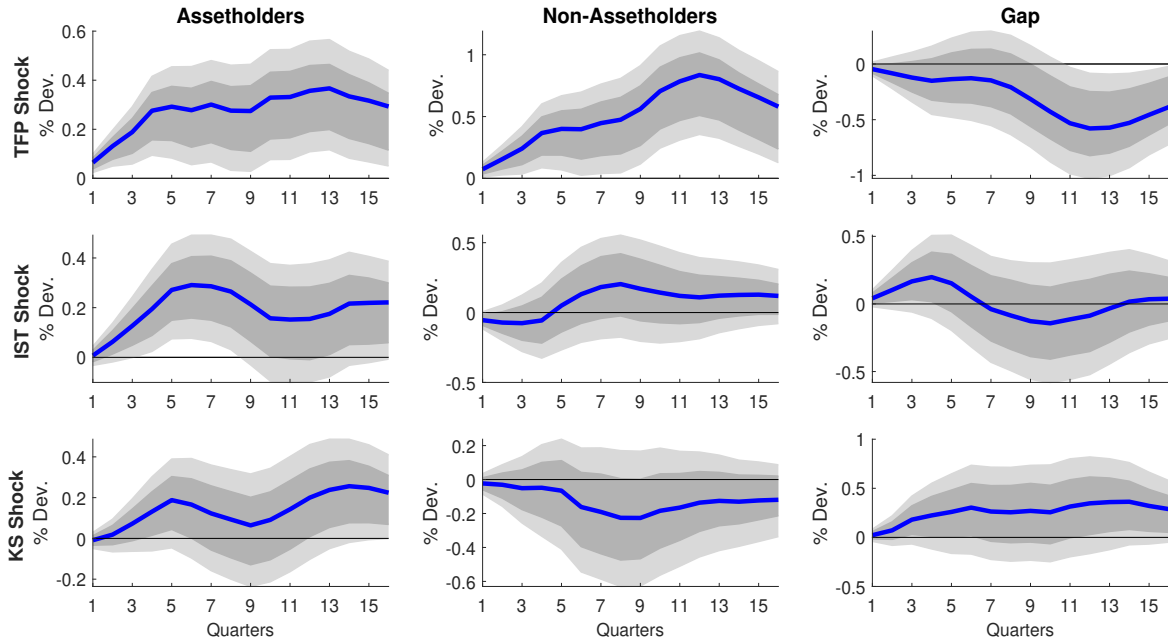 Assetholders
Non-Assetholders
Gap
TFP Shock
% Dev.
0.6
0.4
0.2
0
1 3 5 7 9 11 13 15
% Dev.
1
0.5
0
1 3 5 7 9 11 13 15
% Dev.
0
-0.5
-1
1 3 5 7 9 11 13 15
IST Shock
% Dev.
0.4
0.2
0
1 3 5 7 9 11 13 15
% Dev.
0.5
0
-0.5
1 3 5 7 9 11 13 15
% Dev.
0.5
0
-0.5
1 3 5 7 9 11 13 15
KS Shock
% Dev.
0.4
0.2
0
-0.2
1 3 5 7 9 11 13 15
Quarters
% Dev.
0.2
0
-0.2
-0.4
-0.6
1 3 5 7 9 11 13 15
Quarters
% Dev.
1
0.5
0
-0.5
1 3 5 7 9 11 13 15
Quarters